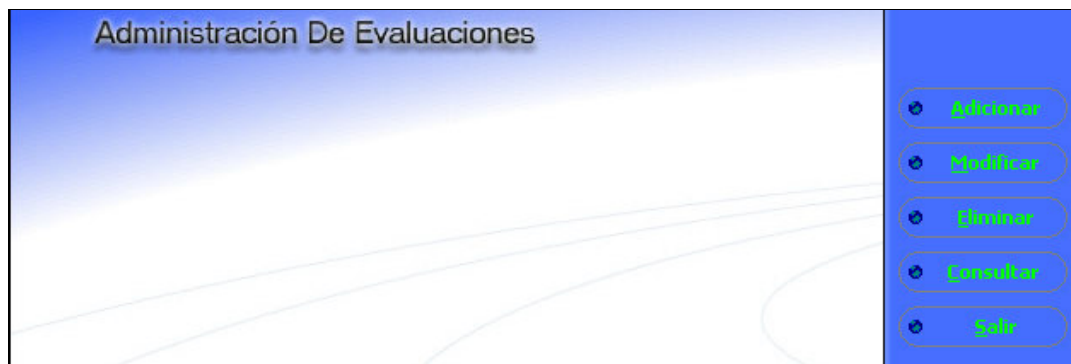 Administración De Evaluaciones
Adicionar
Modificar
Eliminar
Consultar
Salir